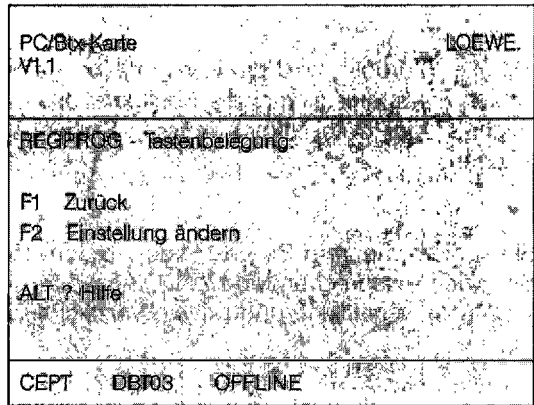 PC/Btx-Karte LOEWE.
V1.1
REGPROG - Tastenbelegung:
F1 Zurück
F2 Einstellung ändern
ALT ? Hilfe
CEPT DBT03 OFFLINE